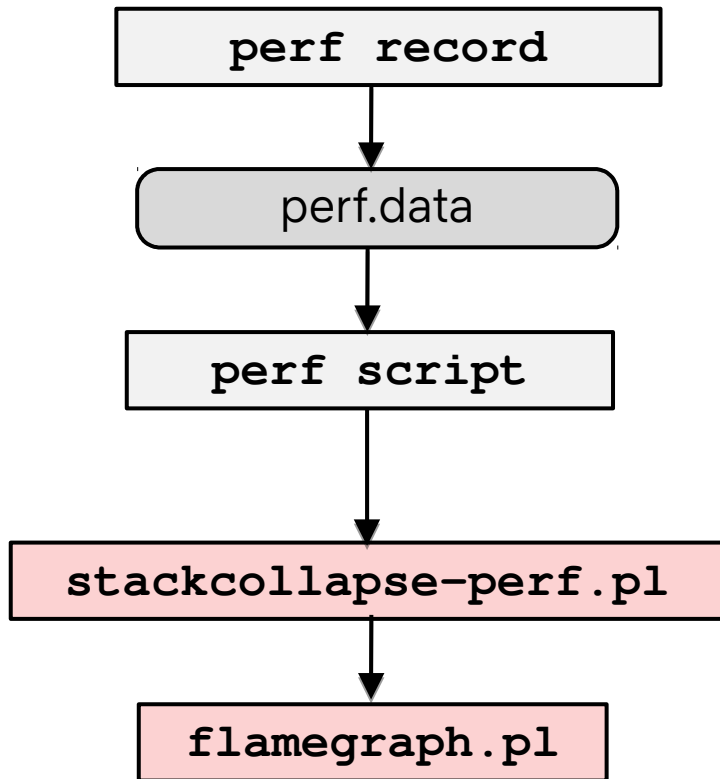 perf record
perf.data
perf script
stackcollapse-perf.pl
flamegraph.pl